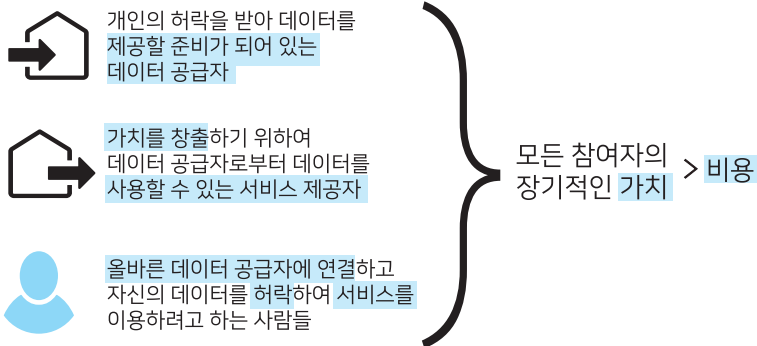 개인의 허락을 받아 데이터를
제공할 준비가 되어 있는
데이터 공급자
가치를 창출하기 위하여
데이터 공급자로부터 데이터를
사용할 수 있는 서비스 제공자
올바른 데이터 공급자에 연결하고
자신의 데이터를 허락하여 서비스를
이용하려고 하는 사람들
모든 참여자의
장기적인 가치 > 비용